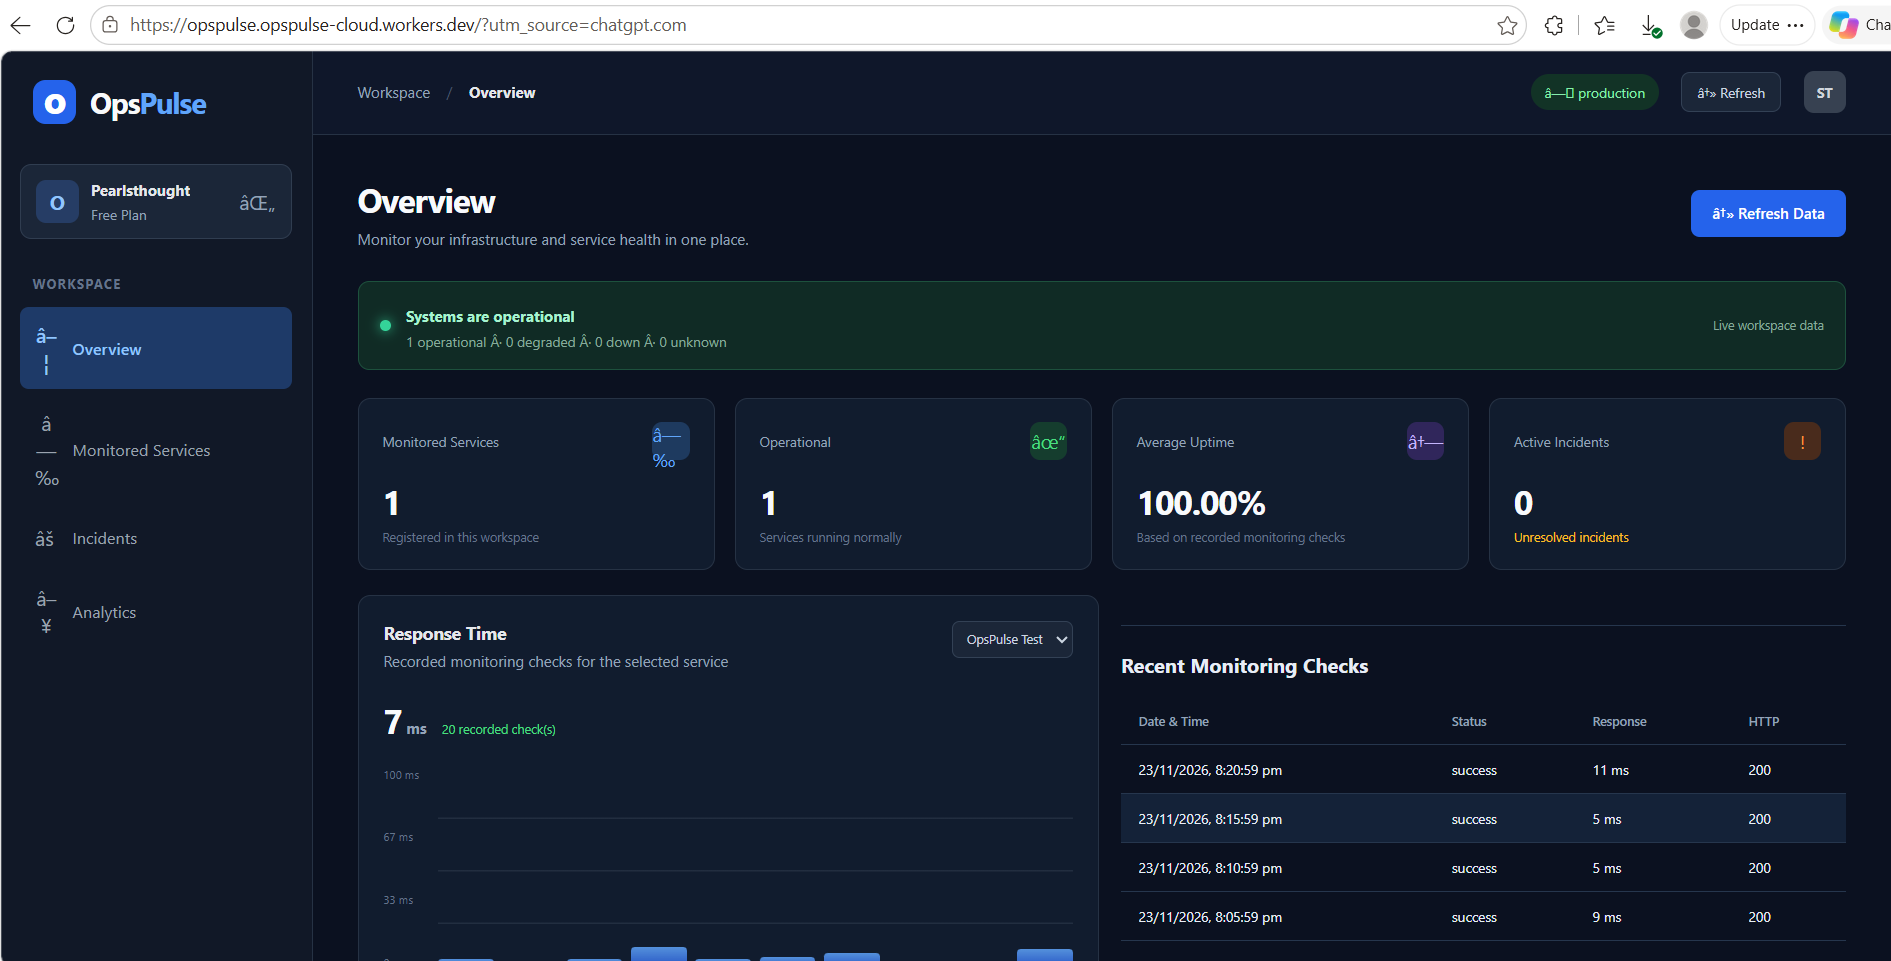 https://opspulse.opspulse-cloud.workers.dev/?utm_source=chatgpt.com
Update
Cha
O OpsPulse
O Pearlsthought
Free Plan
âŒ„
WORKSPACE
â–
¦
Overview
â
—
‰
Monitored Services
âš Incidents
â–
¥
Analytics
Workspace / Overview
â—□ production
â†» Refresh
ST
Overview
Monitor your infrastructure and service health in one place.
â†» Refresh Data
Systems are operational
1 operational Â· 0 degraded Â· 0 down Â· 0 unknown
Live workspace data
Monitored Services
â—
‰
1
Registered in this workspace
Operational
âœ“
1
Services running normally
Average Uptime
â†—
100.00%
Based on recorded monitoring checks
Active Incidents
!
0
Unresolved incidents
Response Time
Recorded monitoring checks for the selected service
OpsPulse Test
7 ms 20 recorded check(s)
100 ms
67 ms
33 ms
Recent Monitoring Checks
Date & Time Status Response HTTP
23/11/2026, 8:20:59 pm success 11 ms 200
23/11/2026, 8:15:59 pm success 5 ms 200
23/11/2026, 8:10:59 pm success 5 ms 200
23/11/2026, 8:05:59 pm success 9 ms 200